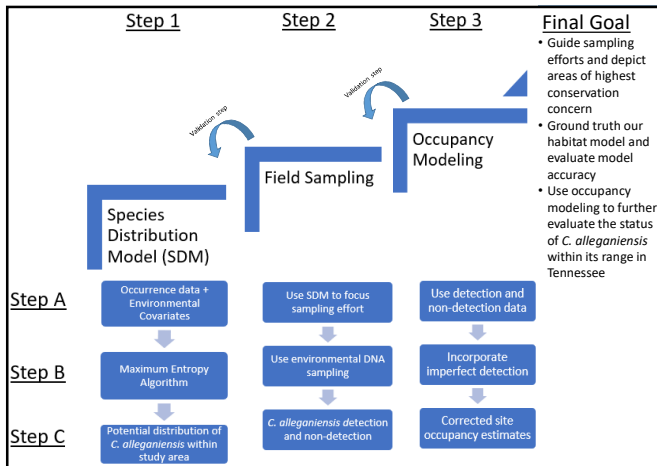 Step 1
Step 2
Step 3
Final Goal
• Guide sampling
efforts and depict
areas of highest
conservation
concern
• Ground truth our
habitat model and
evaluate model
accuracy
• Use occupancy
modeling to further
evaluate the status
of C. alleganiensis
within its range in
Tennessee
Validation step
Validation step
Species
Distribution
Model (SDM)
Field Sampling
Occupancy
Modeling
Step A
Occurrence data +
Environmental
Covariates
Use SDM to focus
sampling effort
Use detection and
non-detection data
Step B
Maximum Entropy
Algorithm
Use environmental DNA
sampling
Incorporate
imperfect detection
Step C
Potential distribution of
C. alleganiensis within
study area
C. alleganiensis detection
and non-detection
Corrected site
occupancy estimates